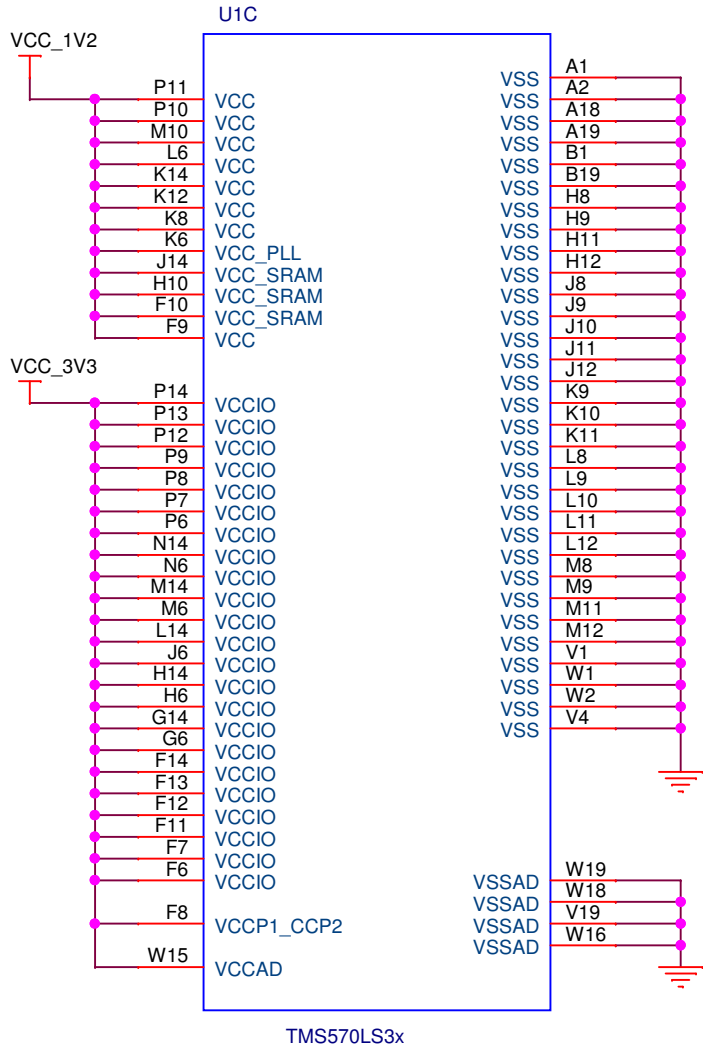 U1C
VCC_1V2
P11 VCC
P10 VCC
M10 VCC
L6 VCC
K14 VCC
K12 VCC
K8 VCC
K6 VCC_PLL
J14 VCC_SRAM
H10 VCC_SRAM
F10 VCC_SRAM
F9 VCC
VCC_3V3
P14 VCCIO
P13 VCCIO
P12 VCCIO
P9 VCCIO
P8 VCCIO
P7 VCCIO
P6 VCCIO
N14 VCCIO
N6 VCCIO
M14 VCCIO
M6 VCCIO
L14 VCCIO
J6 VCCIO
H14 VCCIO
H6 VCCIO
G14 VCCIO
G6 VCCIO
F14 VCCIO
F13 VCCIO
F12 VCCIO
F11 VCCIO
F7 VCCIO
F6 VCCIO
F8 VCCP1_CCP2
W15 VCCAD
VSS A1
VSS A2
VSS A18
VSS A19
VSS B1
VSS B19
VSS H8
VSS H9
VSS H11
VSS H12
VSS J8
VSS J9
VSS J10
VSS J11
VSS J12
VSS K9
VSS K10
VSS K11
VSS L8
VSS L9
VSS L10
VSS L11
VSS L12
VSS M8
VSS M9
VSS M11
VSS M12
VSS V1
VSS W1
VSS W2
VSS V4
VSSAD W19
VSSAD W18
VSSAD V19
VSSAD W16
TMS570LS3x